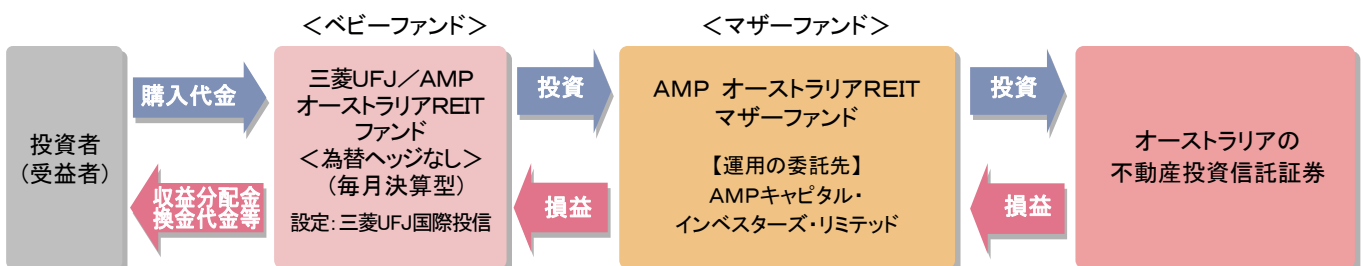 ＜ベビーファンド＞
＜マザーファンド＞
投資者
（受益者）
購入代金
収益分配金
換金代金等
三菱UFJ／AMP
オーストラリアREIT
ファンド
＜為替ヘッジなし＞
（毎月決算型）
設定：三菱UFJ国際投信
投資
損益
AMP オーストラリアREIT
マザーファンド
【運用の委託先】
AMPキャピタル・
インベスターズ・リミテッド
投資
損益
オーストラリアの
不動産投資信託証券